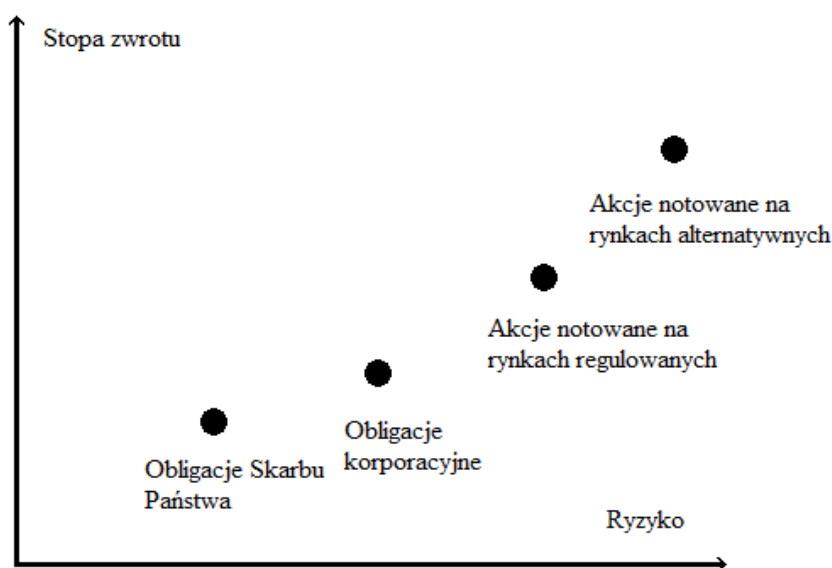 Stopa zwrotu
Akcje notowane na
rynkach alternatywnych
Akcje notowane na
rynkach regulowanych
Obligacje
korporacyjne
Obligacje Skarbu
Państwa
Ryzyko